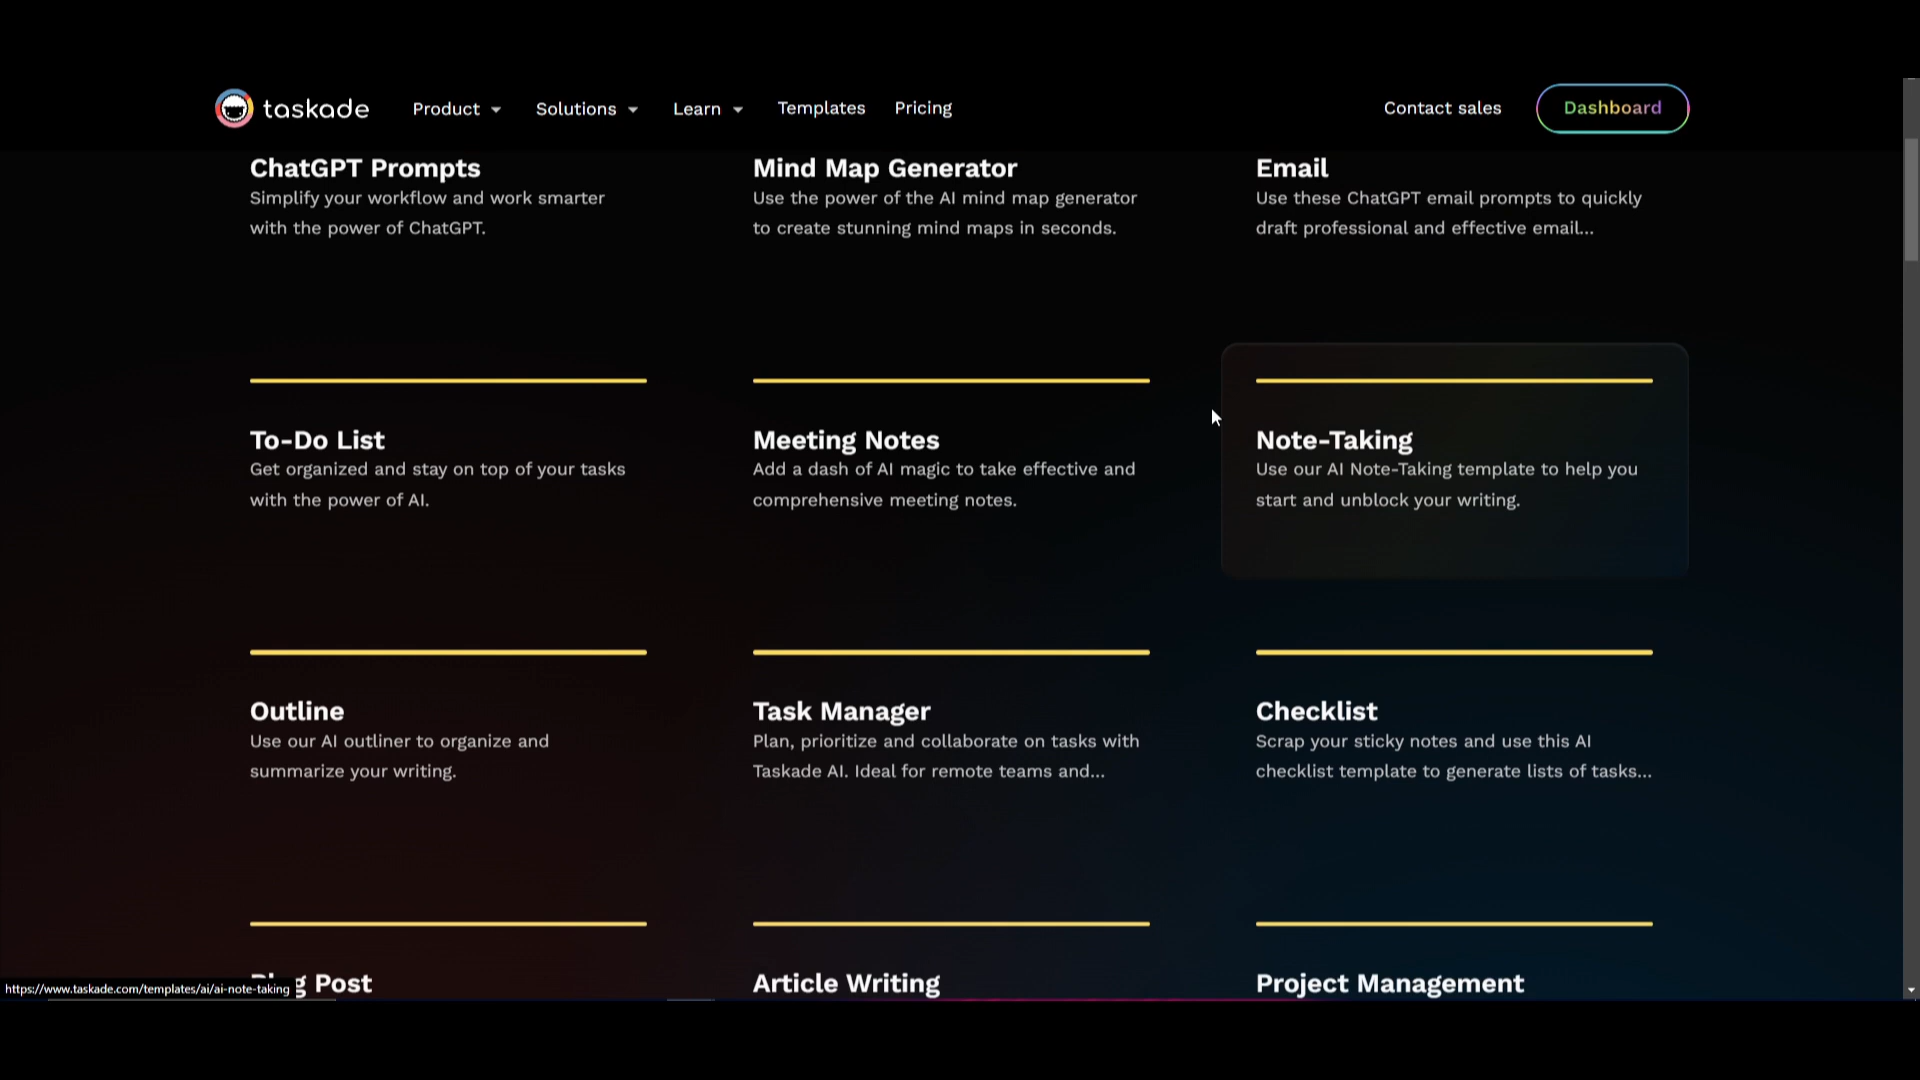 taskade
Product
Solutions
Learn
Templates
Pricing
Contact sales
Dashboard
ChatGPT Prompts
Simplify your workflow and work smarter
with the power of ChatGPT.
Mind Map Generator
Use the power of the AI mind map generator
to create stunning mind maps in seconds.
Email
Use these ChatGPT email prompts to quickly
draft professional and effective email...
To-Do List
Get organized and stay on top of your tasks
with the power of AI.
Meeting Notes
Add a dash of AI magic to take effective and
comprehensive meeting notes.
Note-Taking
Use our AI Note-Taking template to help you
start and unblock your writing.
Outline
Use our AI outliner to organize and
summarize your writing.
Task Manager
Plan, prioritize and collaborate on tasks with
Taskade AI. Ideal for remote teams and...
Checklist
Scrap your sticky notes and use this AI
checklist template to generate lists of tasks...
Post
Article Writing
Project Management
https://www.taskade.com/templates/ai/ai-note-taking